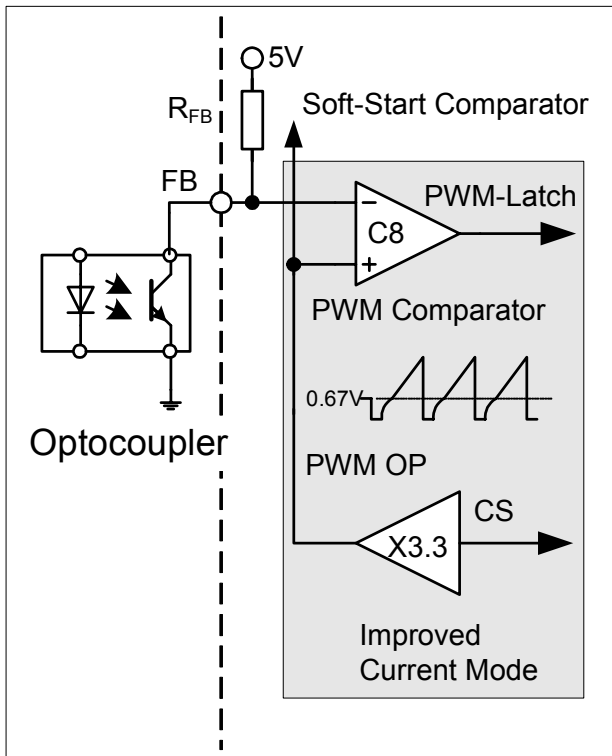 5V
Soft-Start Comparator
RFB
FB
PWM-Latch
−
C8
+
PWM Comparator
0.67V
Optocoupler
PWM OP
CS
X3.3
Improved
Current Mode